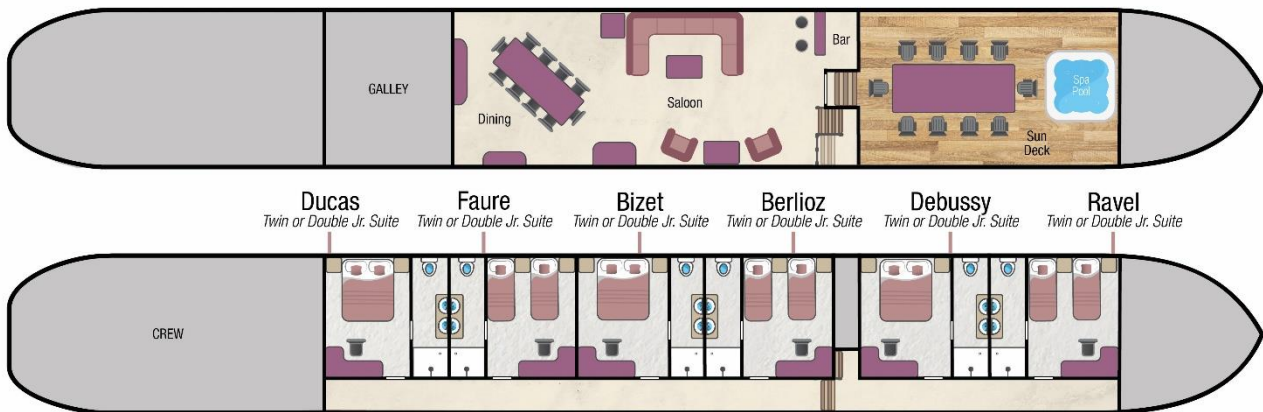 GALLEY
Dining
Saloon
Bar
Spa
Pool
Sun
Deck
Ducas
Twin or Double Jr. Suite
Faure
Twin or Double Jr. Suite
Bizet
Twin or Double Jr. Suite
Berlioz
Twin or Double Jr. Suite
Debussy
Twin or Double Jr. Suite
Ravel
Twin or Double Jr. Suite
CREW